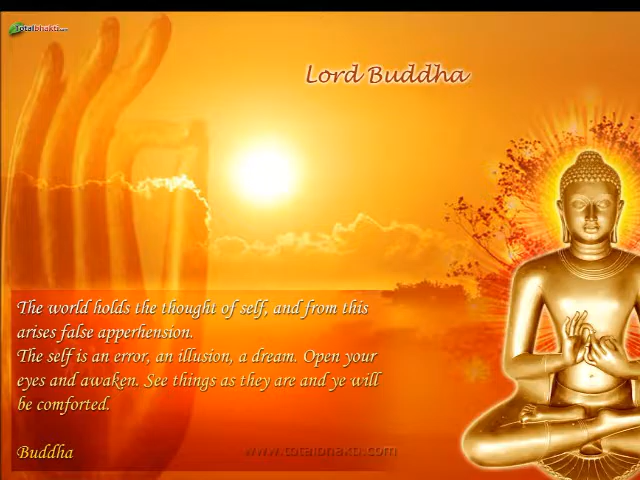 Totalbhakti.com
Lord Buddha
The world holds the thought of self, and from this
arises false apperhension.
The self is an error, an illusion, a dream. Open your
eyes and awaken. See things as they are and ye will
be comforted.
Buddha
www.totalbhakti.com